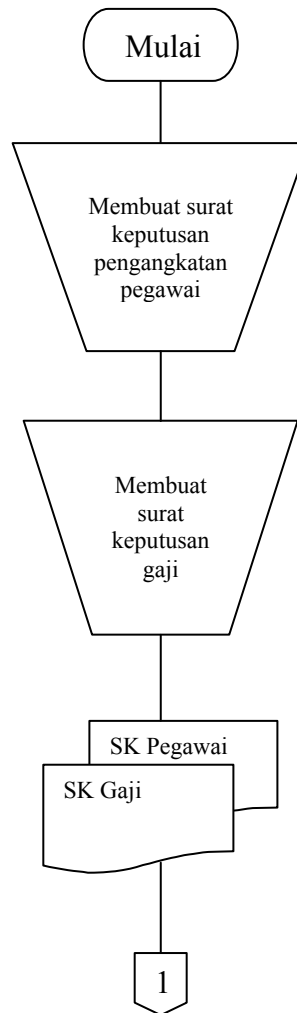 Mulai
Membuat surat
keputusan
pengangkatan
pegawai
Membuat
surat
keputusan
gaji
SK Pegawai
SK Gaji
1